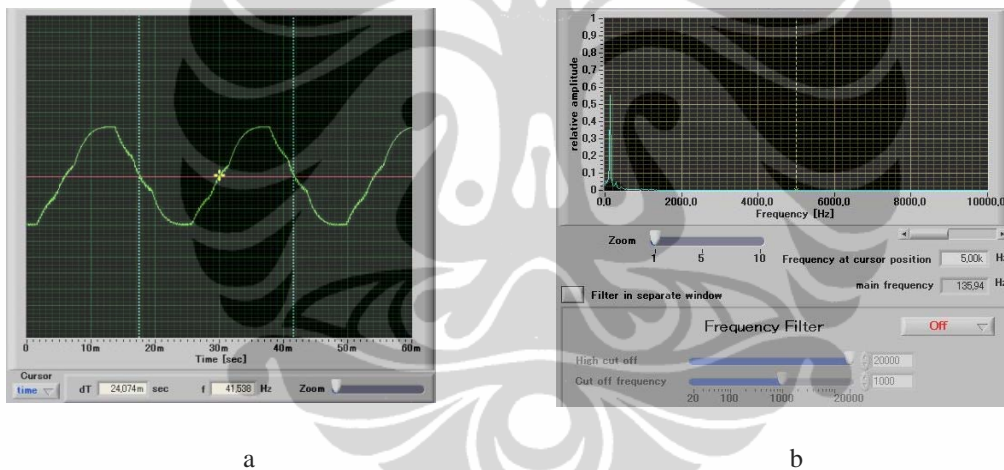 0 10m 20m 30m 40m 50m 60m
Time [sec]
Cursor
time dT 24,074m sec f 41,538 Hz Zoom
a
relative amplitude
1
0,9
0,8
0,7
0,6
0,5
0,4
0,3
0,2
0,1
0
0,0 2000,0 4000,0 6000,0 8000,0 10000,0
Frequency [Hz]
Zoom
1 5 10
Frequency at cursor position 5,00k Hz
main frequency 135,94 Hz
Filter in separate window
Frequency Filter Off
High cut off 20000
Cut off frequency 1000
20 100 1000 20000
b